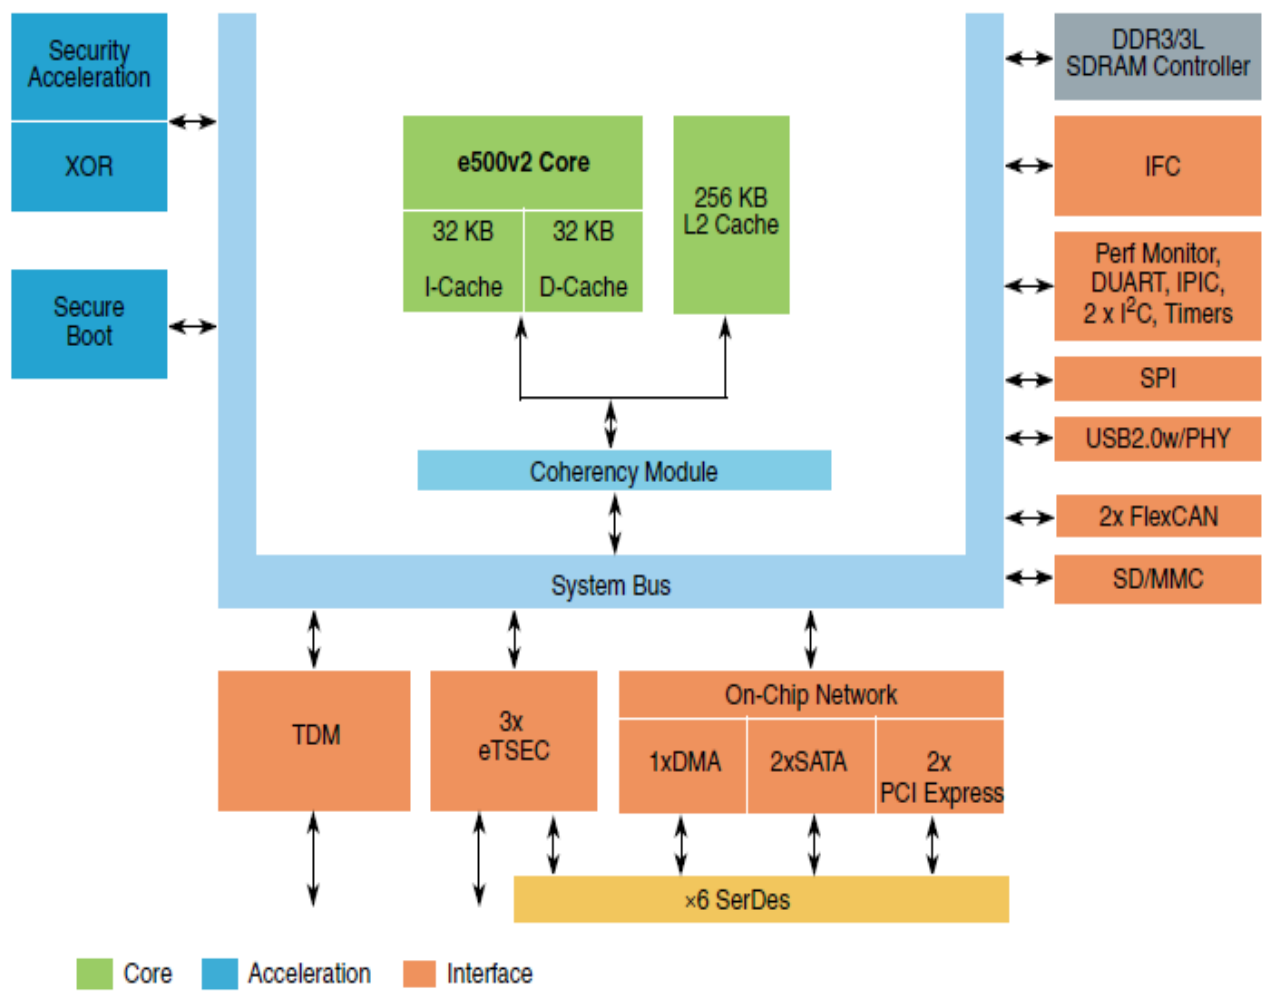 Security
Acceleration
XOR
Secure
Boot
e500v2 Core
32 KB
I-Cache
32 KB
D-Cache
256 KB
L2 Cache
Coherency Module
System Bus
DDR3/3L
SDRAM Controller
IFC
Perf Monitor,
DUART, IPIC,
2 x I²C, Timers
SPI
USB2.0w/PHY
2x FlexCAN
SD/MMC
TDM
3x
eTSEC
On-Chip Network
1xDMA
2xSATA
2x
PCI Express
×6 SerDes
Core
Acceleration
Interface